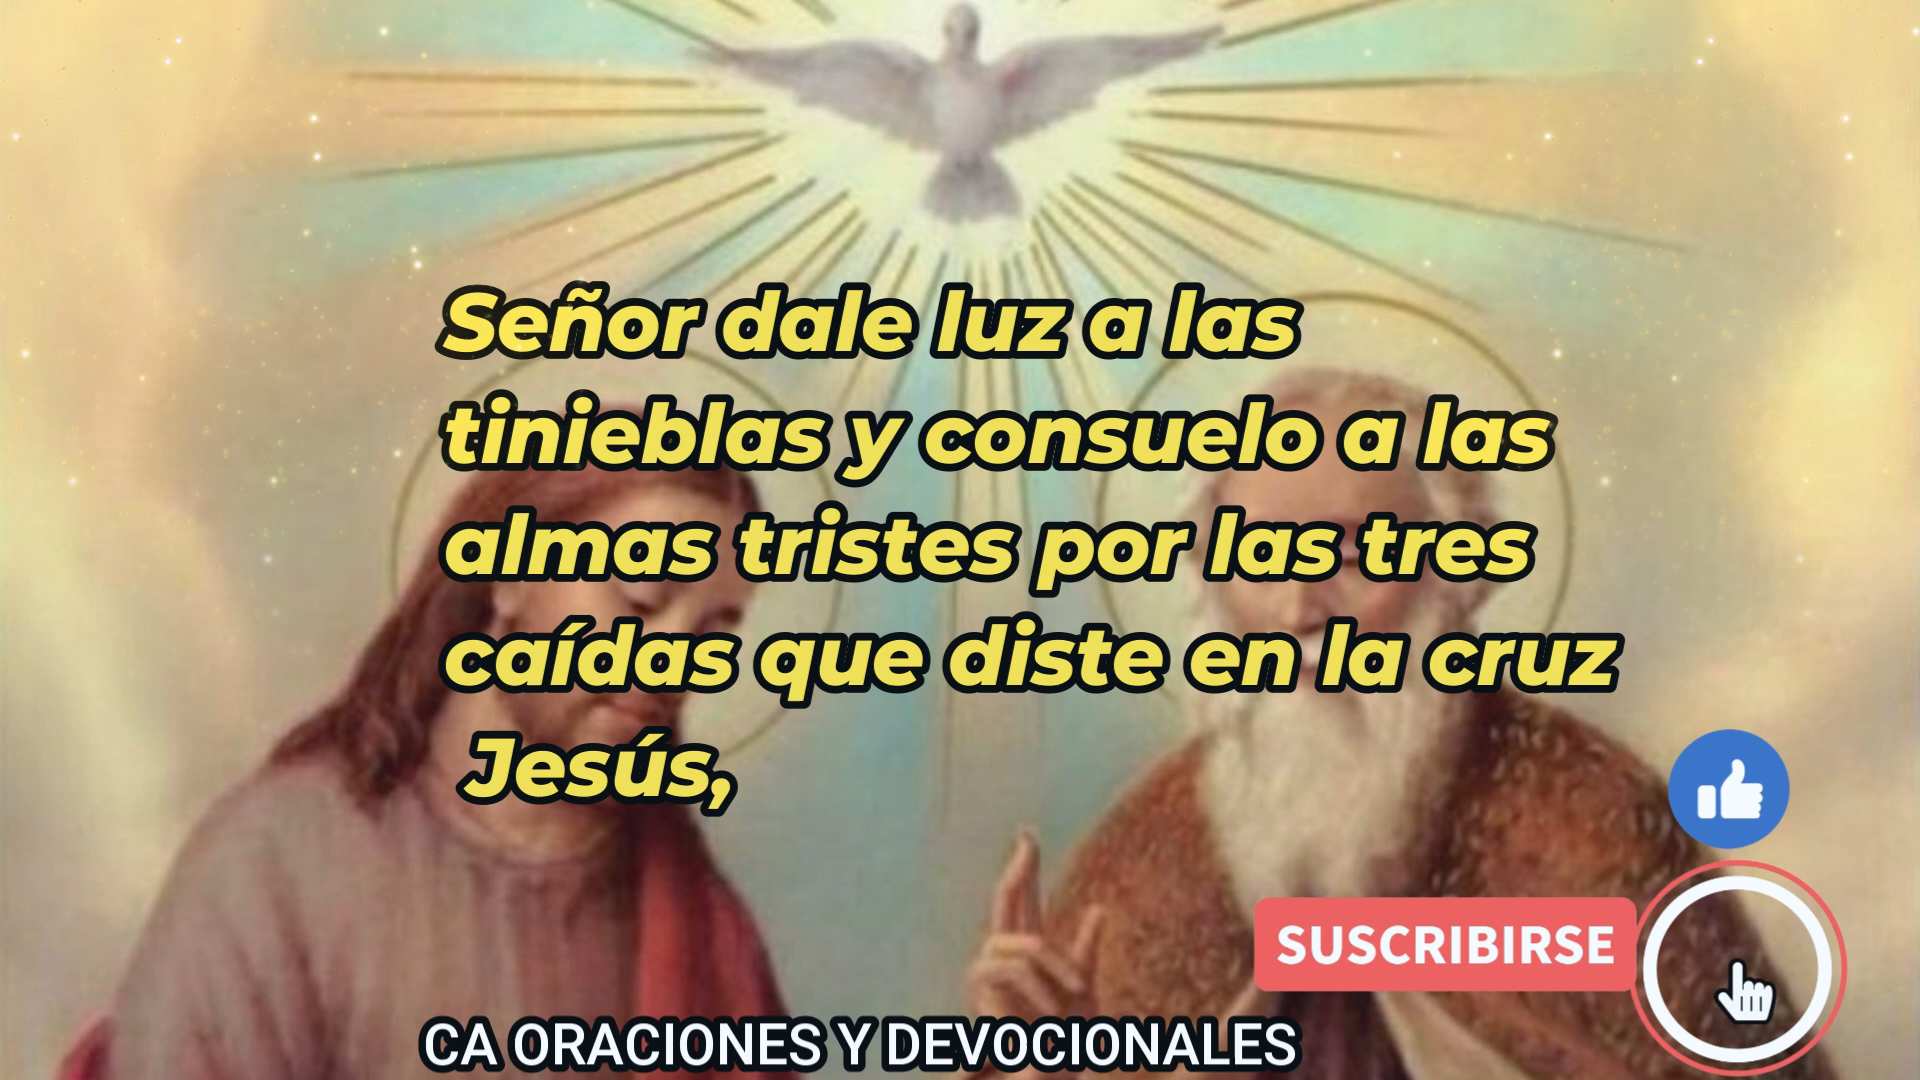 Señor dale luz a las
tinieblas y consuelo a las
almas tristes por las tres
caídas que diste en la cruz
Jesús,
SUSCRIBIRSE
CA ORACIONES Y DEVOCIONALES